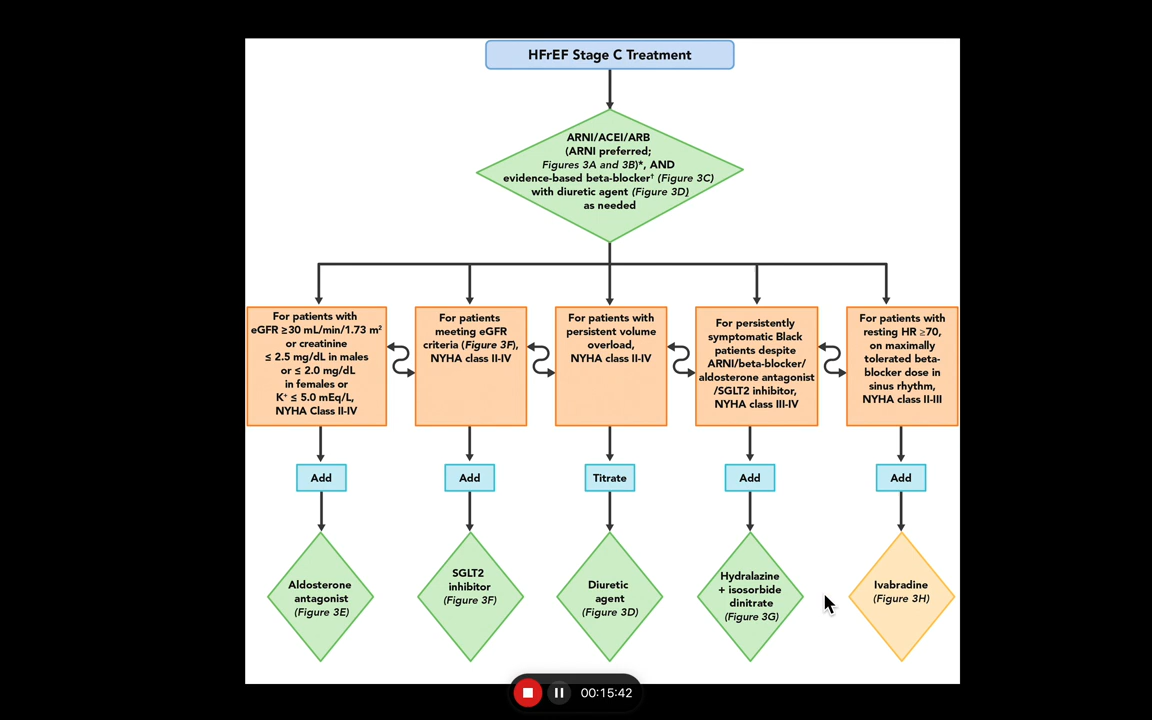 HFrEF Stage C Treatment
ARNI/ACEI/ARB
(ARNI preferred;
Figures 3A and 3B)*, AND
evidence-based beta-blocker† (Figure 3C)
with diuretic agent (Figure 3D)
as needed
For patients with
eGFR ≥30 mL/min/1.73 m²
or creatinine
≤ 2.5 mg/dL in males
or ≤ 2.0 mg/dL
in females or
K⁺ ≤ 5.0 mEq/L,
NYHA Class II-IV
For patients
meeting eGFR
criteria (Figure 3F),
NYHA class II-IV
For patients with
persistent volume
overload,
NYHA class II-IV
For persistently
symptomatic Black
patients despite
ARNI/beta-blocker/
aldosterone antagonist
/SGLT2 inhibitor,
NYHA class III-IV
For patients with
resting HR ≥70,
on maximally
tolerated beta-
blocker dose in
sinus rhythm,
NYHA class II-III
Add
Add
Titrate
Add
Add
Aldosterone
antagonist
(Figure 3E)
SGLT2
inhibitor
(Figure 3F)
Diuretic
agent
(Figure 3D)
Hydralazine
+ isosorbide
dinitrate
(Figure 3G)
Ivabradine
(Figure 3H)
00:15:42